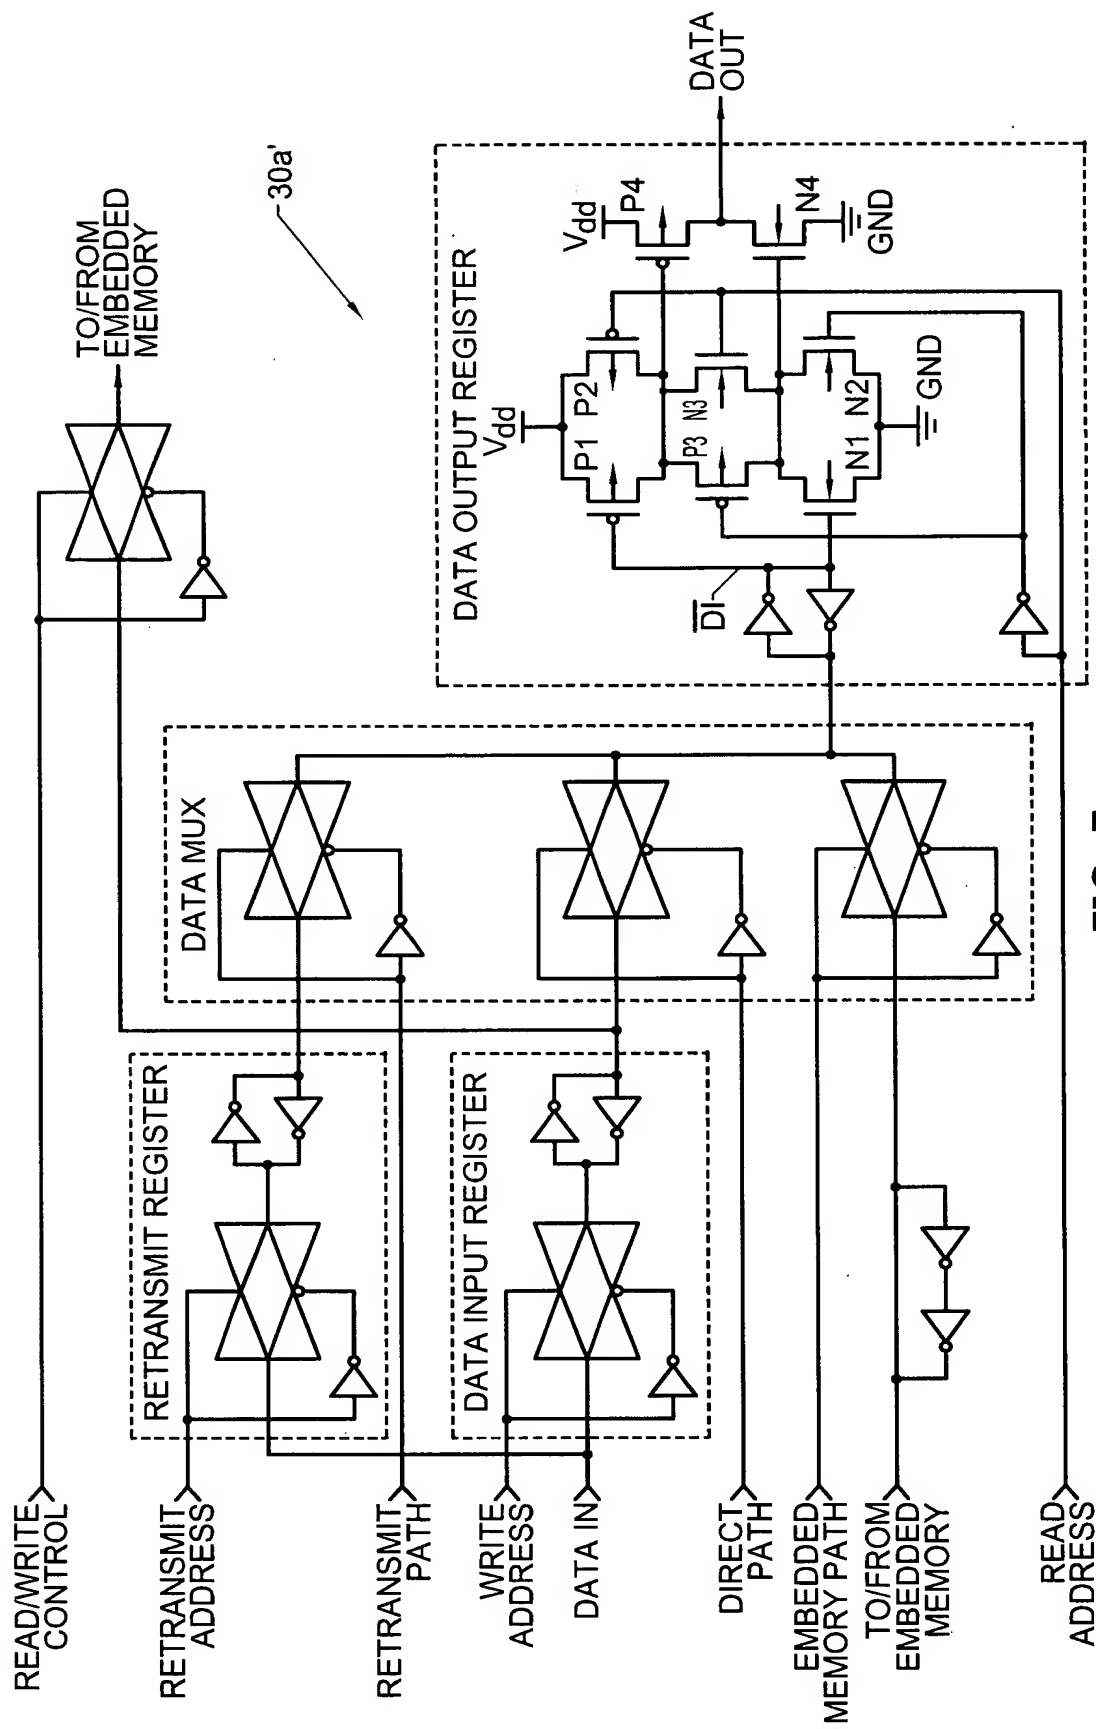 READ/WRITE
CONTROL
RETRANSMIT
ADDRESS
RETRANSMIT
PATH
WRITE
ADDRESS
DATA IN
DIRECT
PATH
EMBEDDED
MEMORY PATH
TO/FROM
EMBEDDED
MEMORY
READ
ADDRESS
RETRANSMIT REGISTER
DATA INPUT REGISTER
DATA MUX
TO/FROM
EMBEDDED
MEMORY
30a'
DATA OUTPUT REGISTER
DI
Vdd
P1
P2
P3
N3
N1
N2
GND
Vdd
P4
N4
GND
DATA
OUT